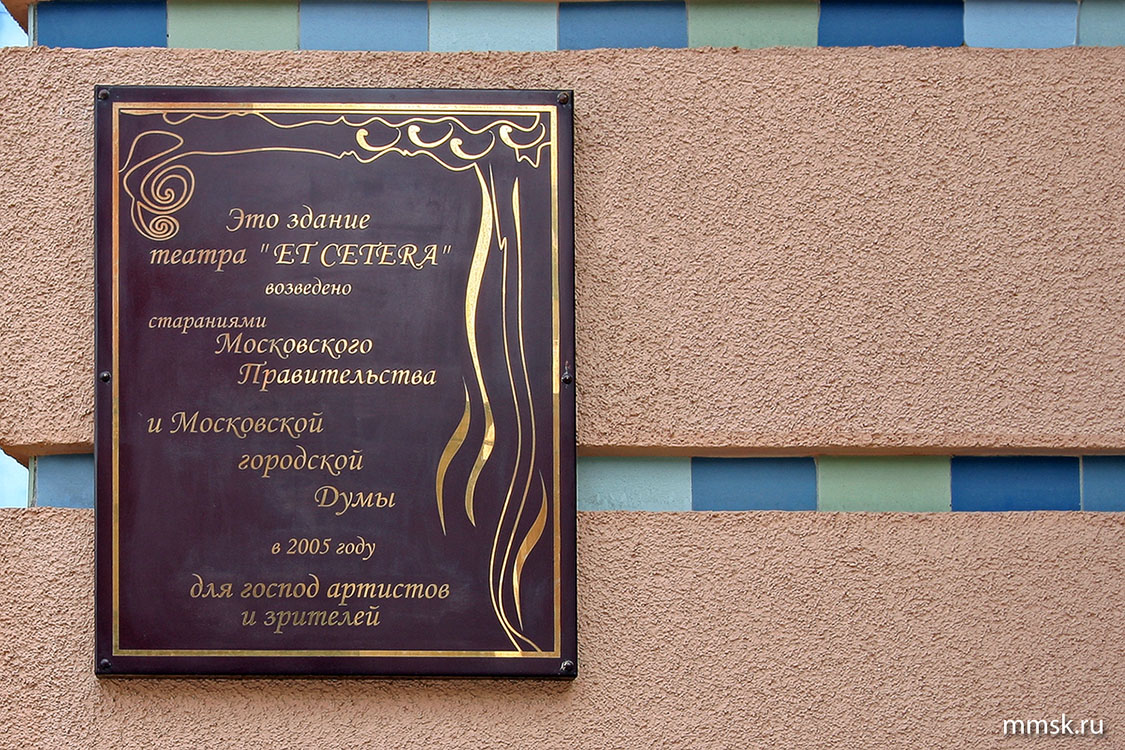 Это здание
театра "ET CETERA"
возведено
стараниями
Московского
Правительства
и Московской
городской
Думы
в 2005 году
для господ артистов
и зрителей
mmsk.ru